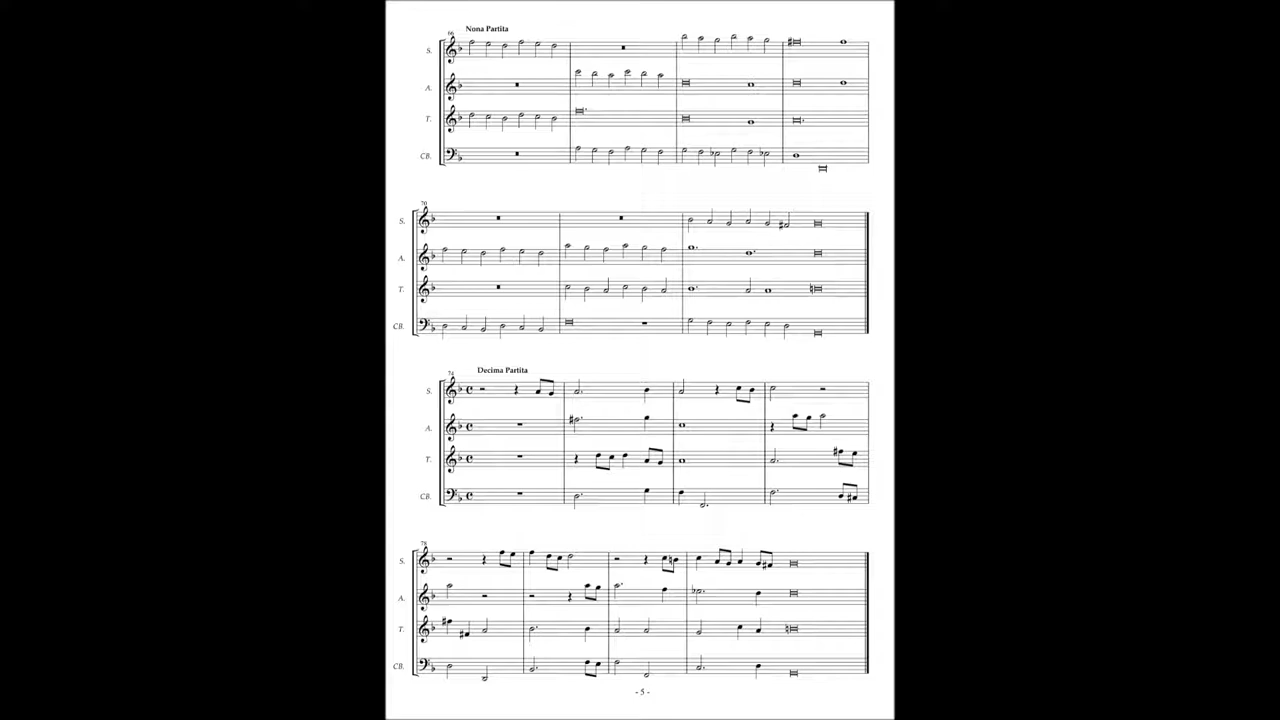 Nona Partita
66
S.
A.
T.
CB.
70
S.
A.
T.
CB.
Decima Partita
74
S.
A.
T.
CB.
78
S.
A.
T.
CB.
- 5 -